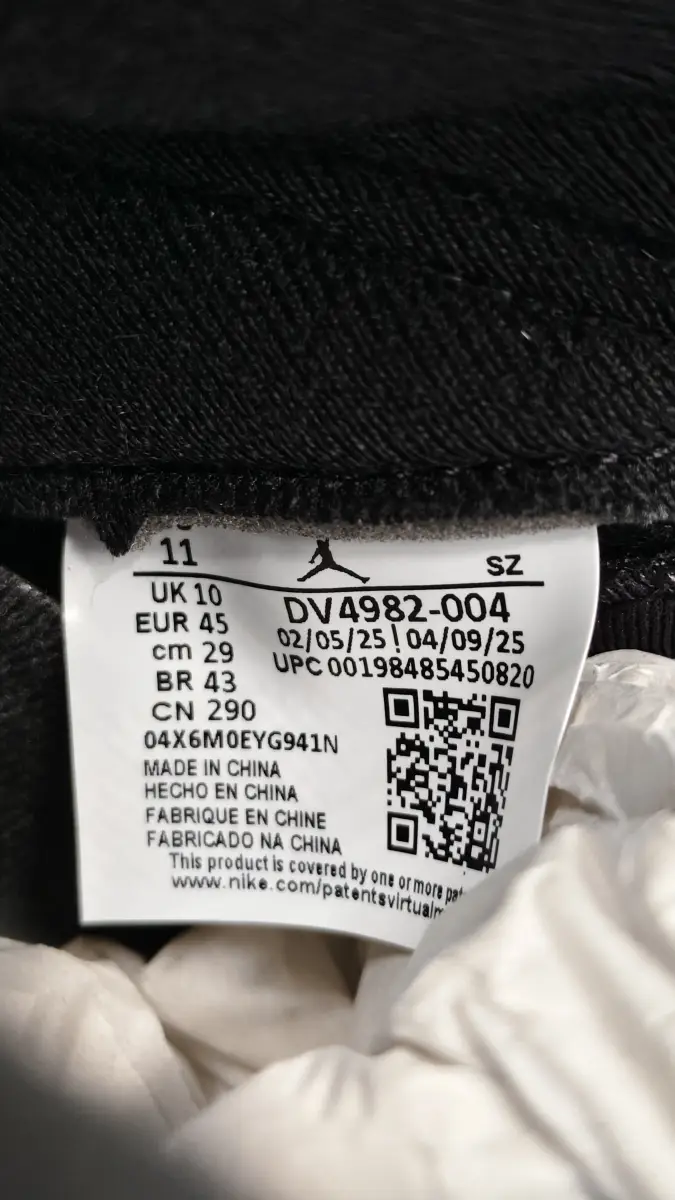 11 SZ
UK 10
EUR 45
cm 29
BR 43
CN 290
DV4982-004
02/05/25 | 04/09/25
UPC 00198485450820
04X6M0EYG941N
MADE IN CHINA
HECHO EN CHINA
FABRIQUE EN CHINE
FABRICADO NA CHINA
This product is covered by one or more
www.nike.com/patentsvirtualm